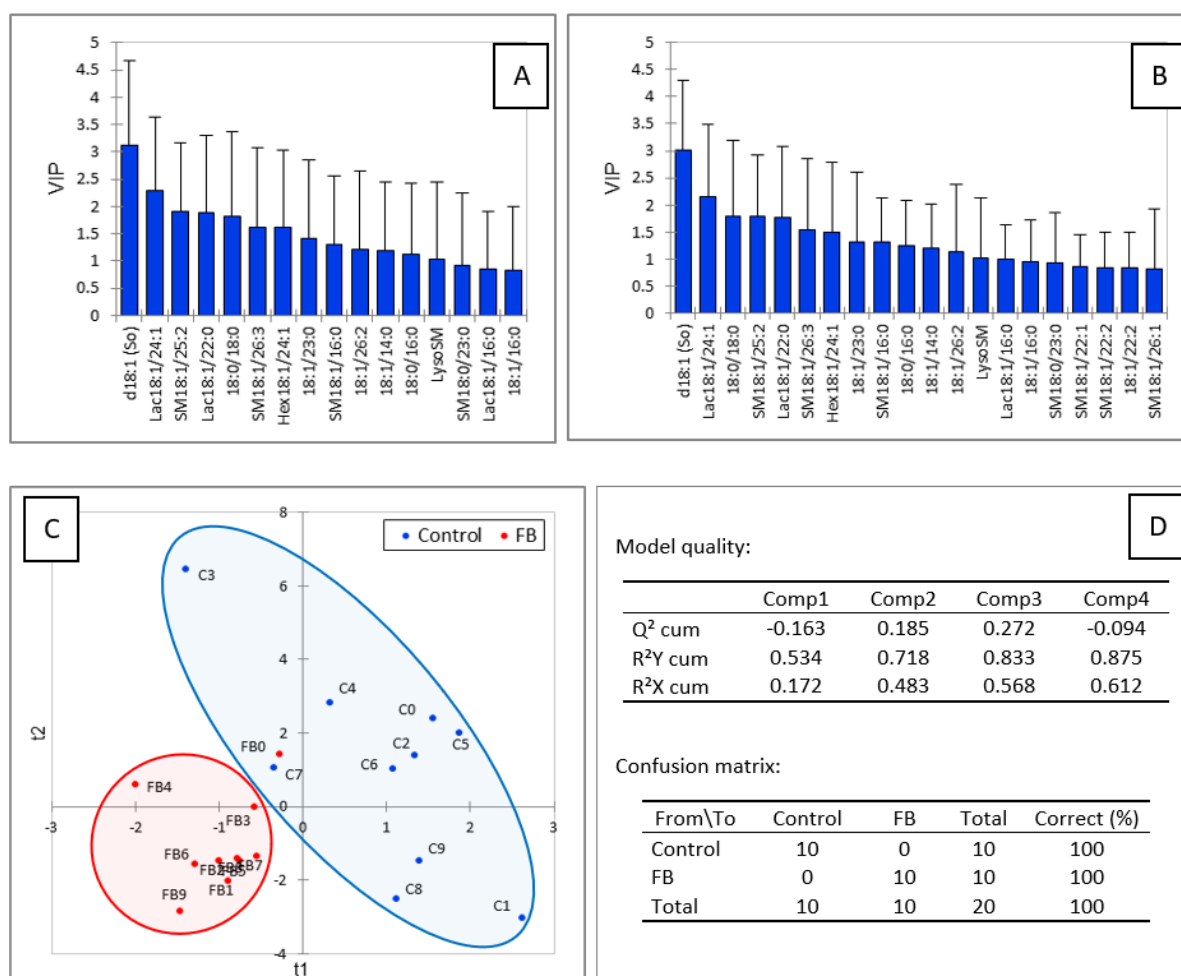 A
VIP
5
4.5
4
3.5
3
2.5
2
1.5
1
0.5
0
d18:1 (So)
Lac18:1/24:1
SM18:1/25:2
Lac18:1/22:0
18:0/18:0
SM18:1/26:3
Hex18:1/24:1
18:1/23:0
SM18:1/16:0
18:1/26:2
18:1/14:0
18:0/16:0
LysoSM
SM18:0/23:0
Lac18:1/16:0
18:1/16:0
B
VIP
5
4.5
4
3.5
3
2.5
2
1.5
1
0.5
0
d18:1 (So)
Lac18:1/24:1
18:0/18:0
SM18:1/25:2
Lac18:1/22:0
SM18:1/26:3
Hex18:1/24:1
18:1/23:0
SM18:1/16:0
18:0/16:0
18:1/14:0
18:1/26:2
LysoSM
Lac18:1/16:0
18:1/16:0
SM18:0/23:0
SM18:1/22:1
SM18:1/22:2
18:1/22:2
SM18:1/26:1
C
Control FB
8
6
4
2
0
-2
-4
-3 -2 -1 0 1 2 3
t2
t1
C3
C4
C0
C5
C2
C6
FB0
C7
FB4
FB3
FB6
FB7
FB5
FB1
FB9
C9
C8
C1
D
Model quality:
Comp1 Comp2 Comp3 Comp4
Q² cum -0.163 0.185 0.272 -0.094
R²Y cum 0.534 0.718 0.833 0.875
R²X cum 0.172 0.483 0.568 0.612
Confusion matrix:
From\To Control FB Total Correct (%)
Control 10 0 10 100
FB 0 10 10 100
Total 10 10 20 100